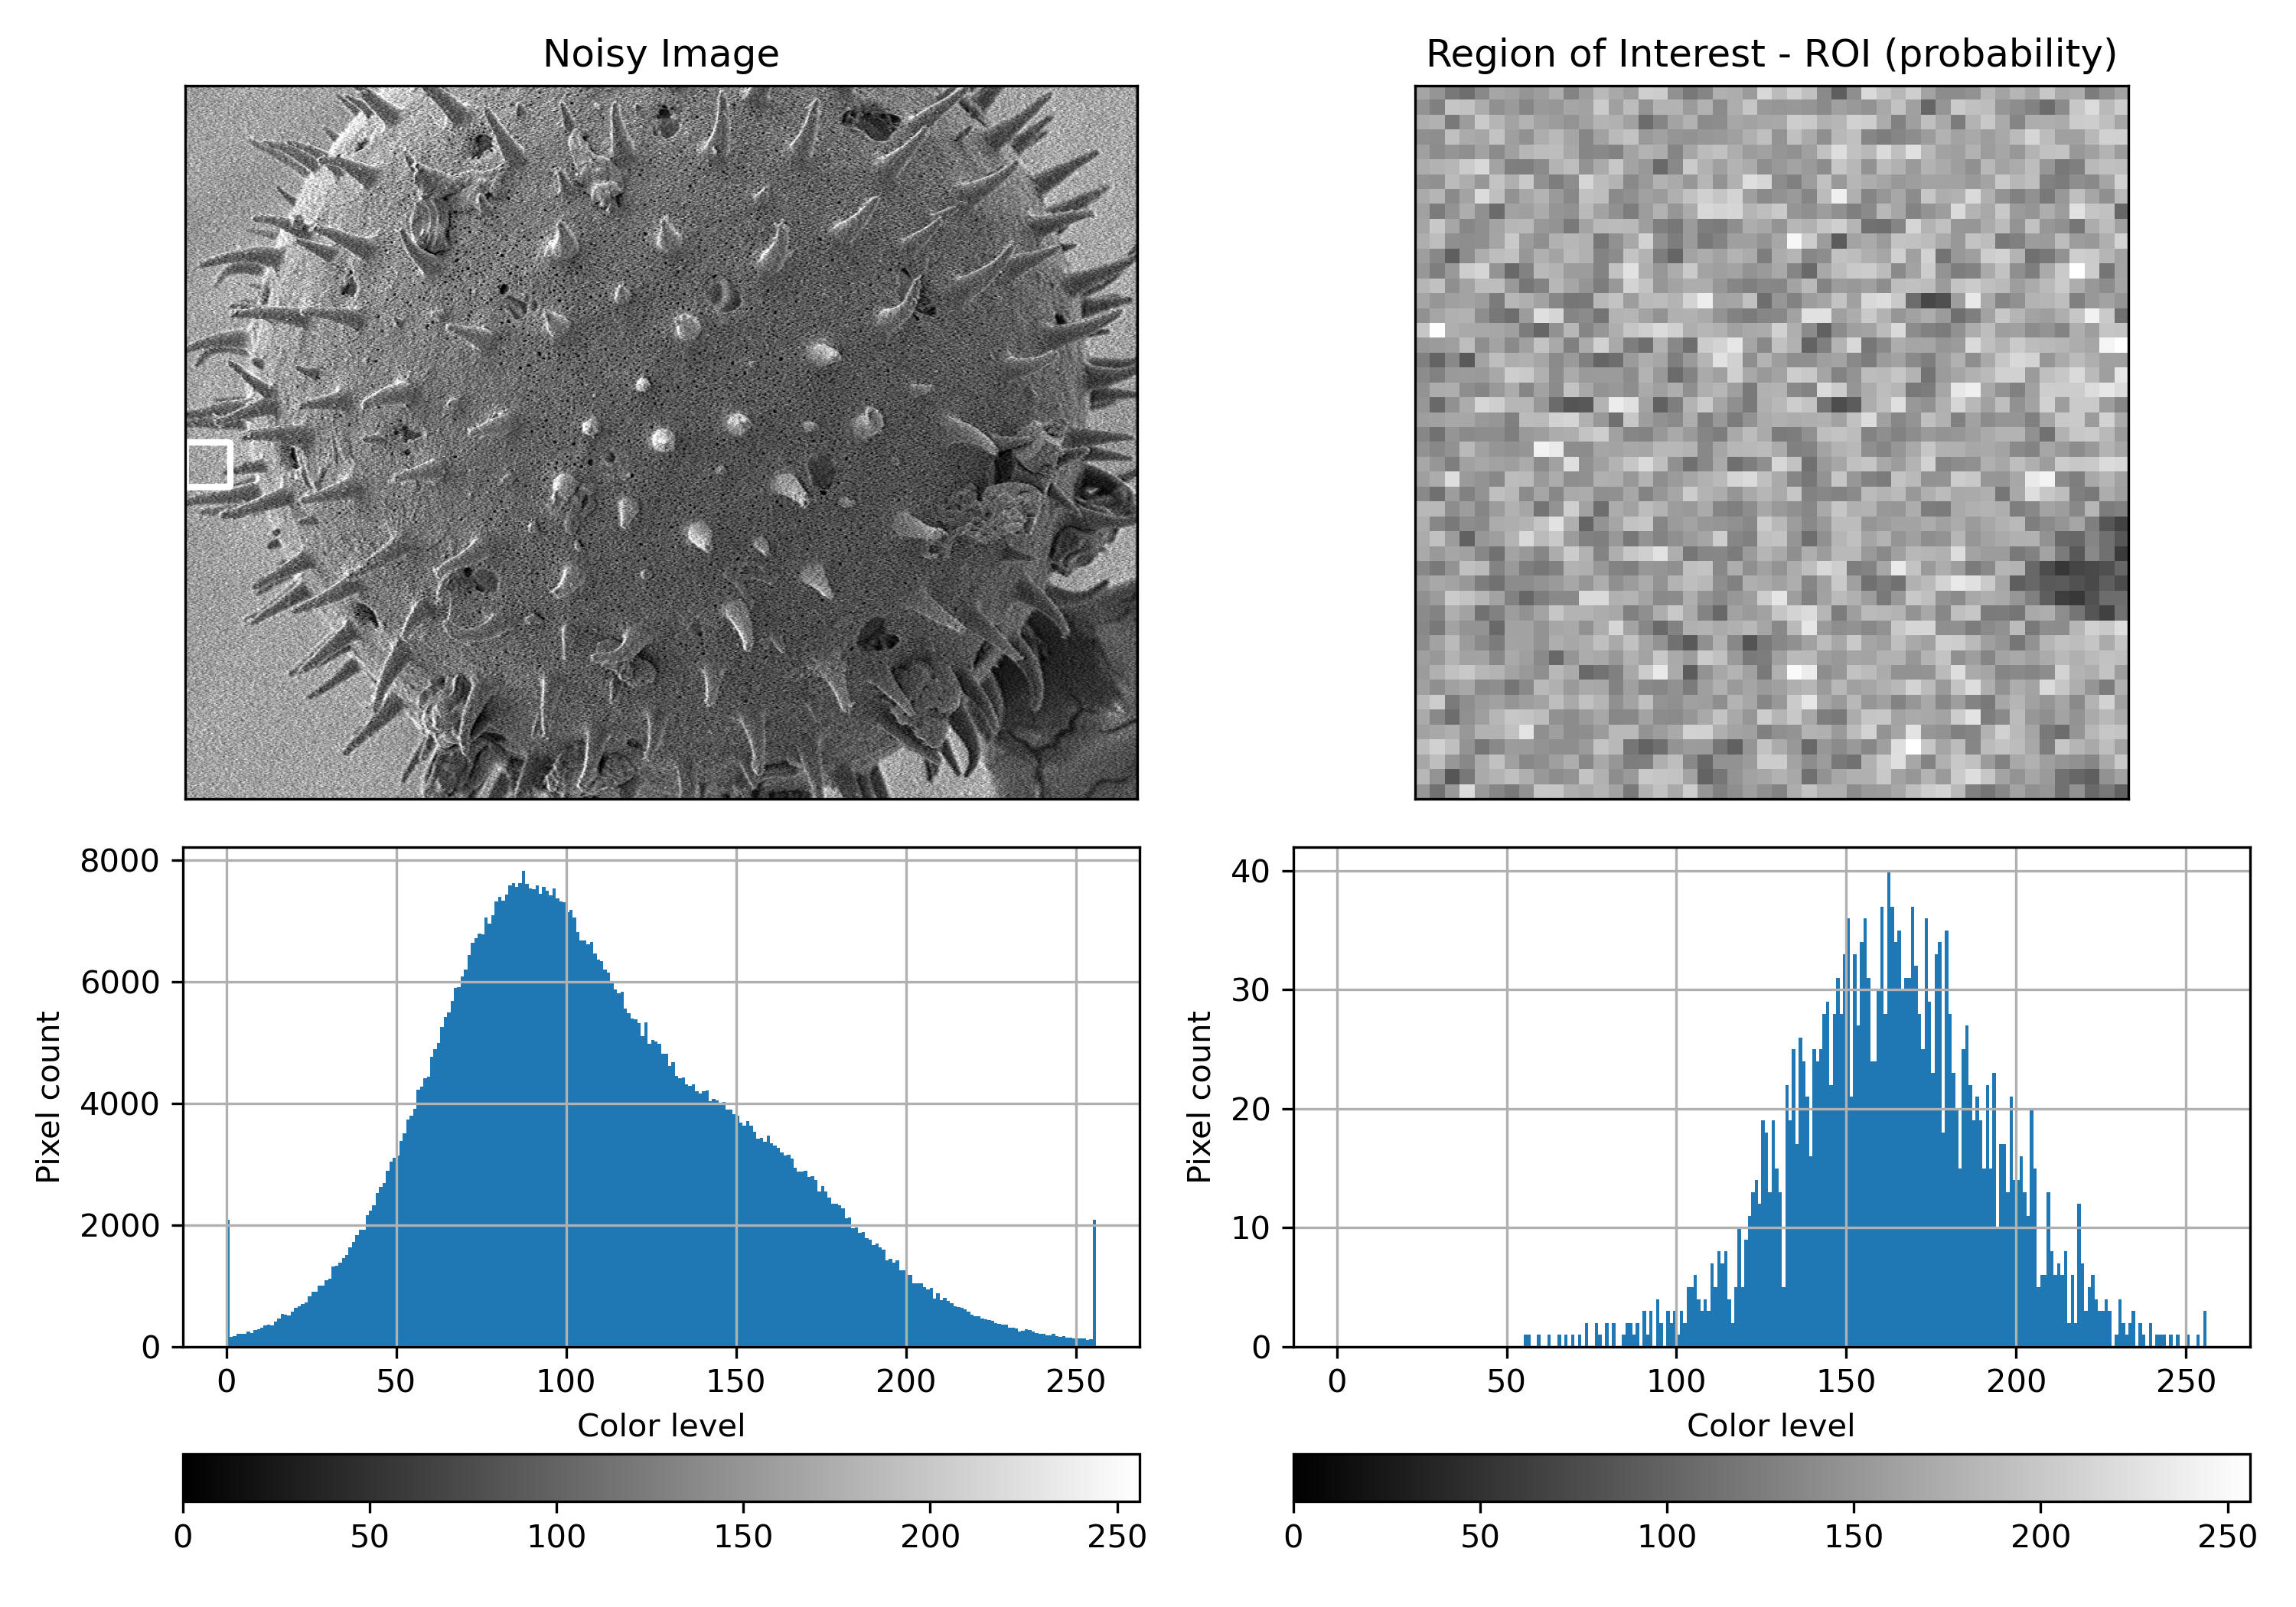 Noisy Image
Region of Interest - ROI (probability)
8000
6000
4000
2000
0
Pixel count
0 50 100 150 200 250
Color level
0 50 100 150 200 250
40
30
20
10
0
Pixel count
0 50 100 150 200 250
Color level
0 50 100 150 200 250